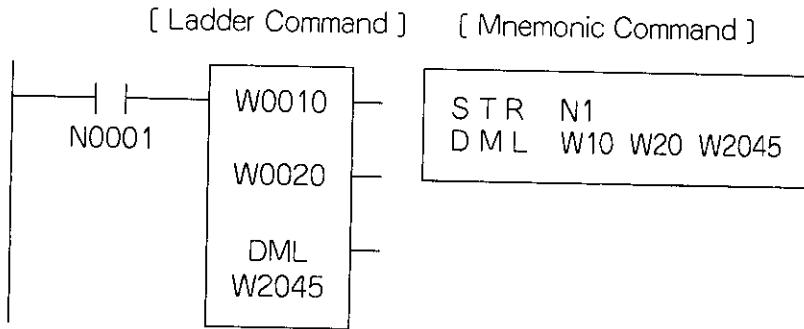 [ Ladder Command ]
[ Mnemonic Command ]
N0001
W0010
W0020
DML
W2045
STR N1
DML W10 W20 W2045